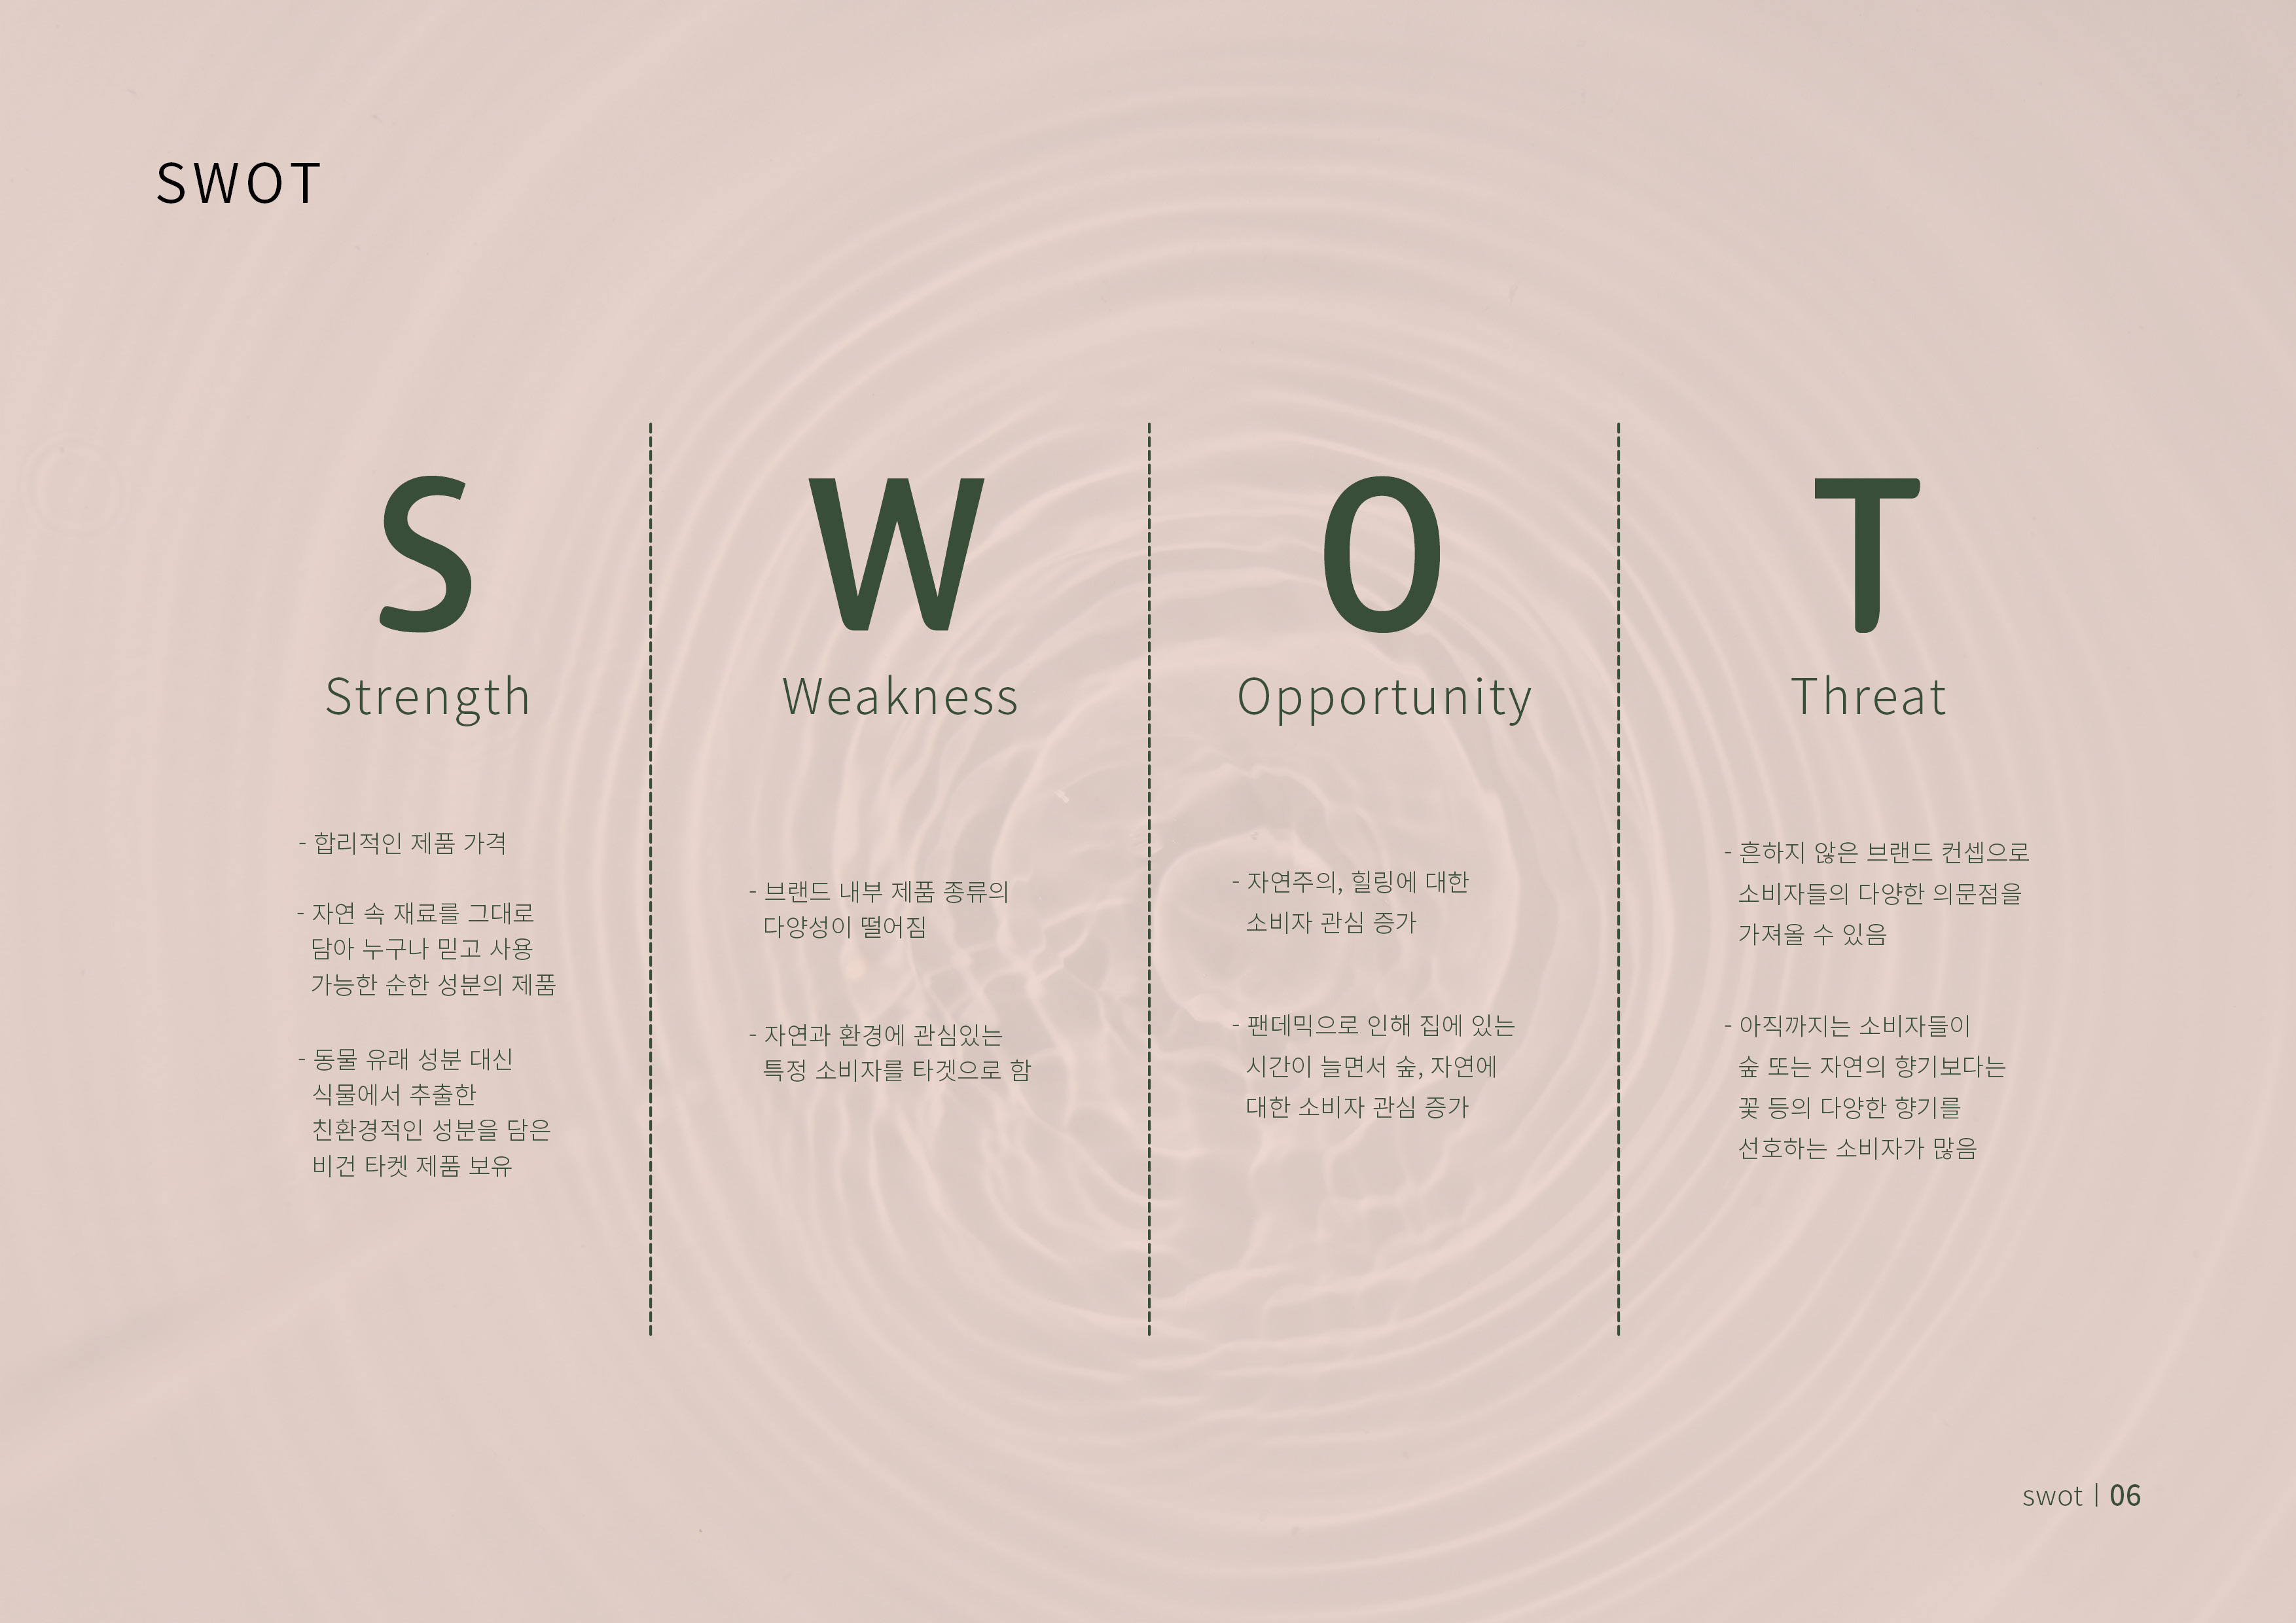 SWOT
S
Strength
- 합리적인 제품 가격
- 자연 속 재료를 그대로
담아 누구나 믿고 사용
가능한 순한 성분의 제품
- 동물 유래 성분 대신
식물에서 추출한
친환경적인 성분을 담은
비건 타켓 제품 보유
W
Weakness
- 브랜드 내부 제품 종류의
다양성이 떨어짐
- 자연과 환경에 관심있는
특정 소비자를 타겟으로 함
O
Opportunity
- 자연주의, 힐링에 대한
소비자 관심 증가
- 팬데믹으로 인해 집에 있는
시간이 늘면서 숲, 자연에
대한 소비자 관심 증가
T
Threat
- 흔하지 않은 브랜드 컨셉으로
소비자들의 다양한 의문점을
가져올 수 있음
- 아직까지는 소비자들이
숲 또는 자연의 향기보다는
꽃 등의 다양한 향기를
선호하는 소비자가 많음
swot | 06